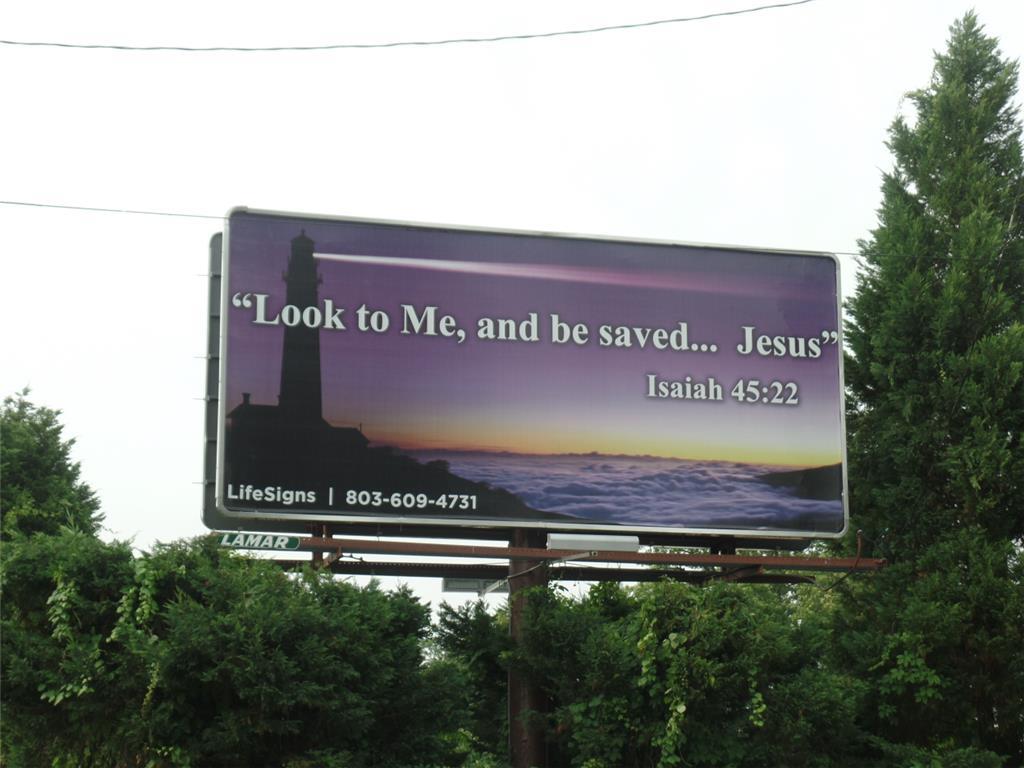 “Look to Me, and be saved... Jesus”
Isaiah 45:22
LifeSigns | 803-609-4731
LAMAR